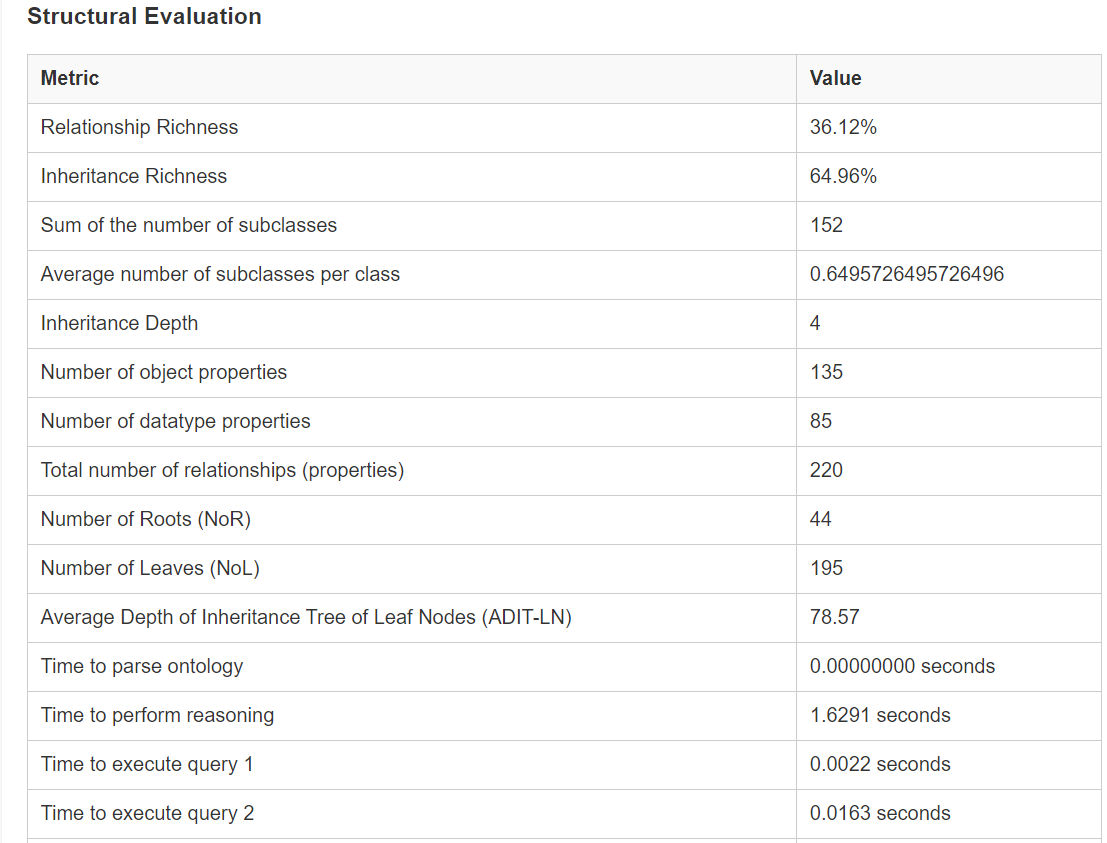 Structural Evaluation
Metric Value
Relationship Richness 36.12%
Inheritance Richness 64.96%
Sum of the number of subclasses 152
Average number of subclasses per class 0.6495726495726496
Inheritance Depth 4
Number of object properties 135
Number of datatype properties 85
Total number of relationships (properties) 220
Number of Roots (NoR) 44
Number of Leaves (NoL) 195
Average Depth of Inheritance Tree of Leaf Nodes (ADIT-LN) 78.57
Time to parse ontology 0.00000000 seconds
Time to perform reasoning 1.6291 seconds
Time to execute query 1 0.0022 seconds
Time to execute query 2 0.0163 seconds